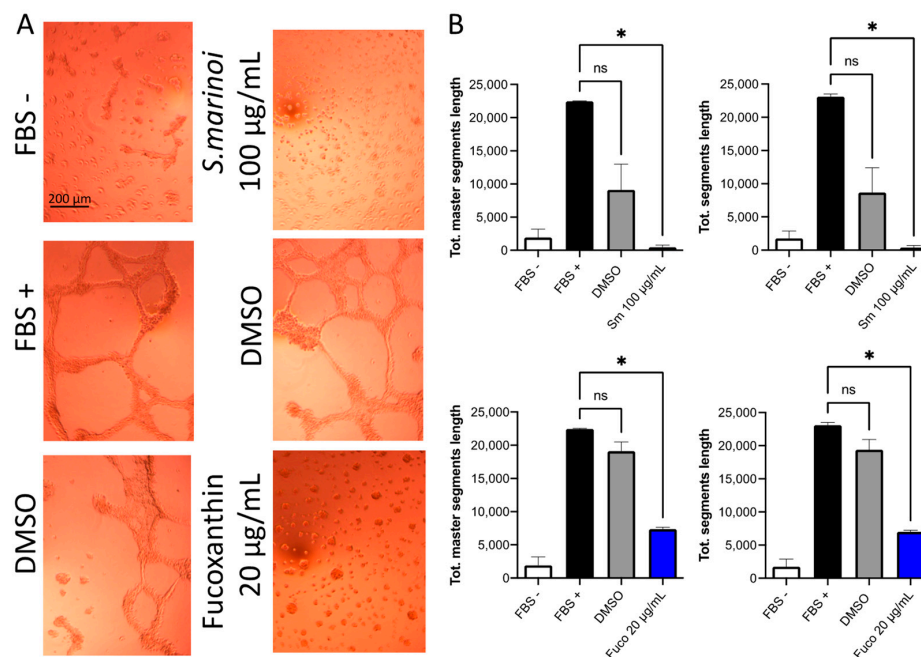 A
FBS -
200 µm
S.marinoi
100 µg/mL
FBS +
DMSO
DMSO
Fucoxanthin
20 µg/mL
B
*
ns
25,000
20,000
15,000
10,000
5,000
0
Tot. master segments length
FBS -
FBS +
DMSO
Sm 100 µg/mL
*
ns
25,000
20,000
15,000
10,000
5,000
0
Tot. segments length
FBS -
FBS +
DMSO
Sm 100 µg/mL
*
ns
25,000
20,000
15,000
10,000
5,000
0
Tot. master segments length
FBS -
FBS +
DMSO
Fuco 20 µg/mL
*
ns
25,000
20,000
15,000
10,000
5,000
0
Tot. segments length
FBS -
FBS +
DMSO
Fuco 20 µg/mL